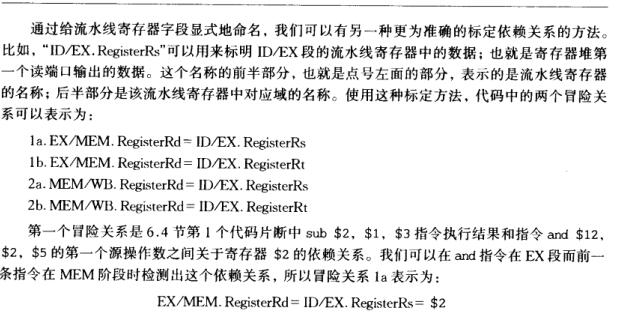 通过给流水线寄存器字段显式地命名，我们可以有另一种更为准确的标定依赖关系的方法。
比如，“ID/EX. RegisterRs”可以用来标明 ID/EX 段的流水线寄存器中的数据；也就是寄存器堆第
一个读端口输出的数据。这个名称的前半部分，也就是点号左面的部分，表示的是流水线寄存器
的名称；后半部分是该流水线寄存器中对应域的名称。使用这种标定方法，代码中的两个冒险关
系可以表示为：
1a. EX/MEM. RegisterRd = ID/EX. RegisterRs
1b. EX/MEM. RegisterRd = ID/EX. RegisterRt
2a. MEM/WB. RegisterRd = ID/EX. RegisterRs
2b. MEM/WB. RegisterRd = ID/EX. RegisterRt
第一个冒险关系是 6.4 节第 1 个代码片断中 sub $2, $1, $3 指令执行结果和指令 and $12,
$2, $5 的第一个源操作数之间关于寄存器 $2 的依赖关系。我们可以在 and 指令在 EX 段而前一
条指令在 MEM 阶段时检测出这个依赖关系，所以冒险关系 1a 表示为：
EX/MEM. RegisterRd = ID/EX. RegisterRs = $2